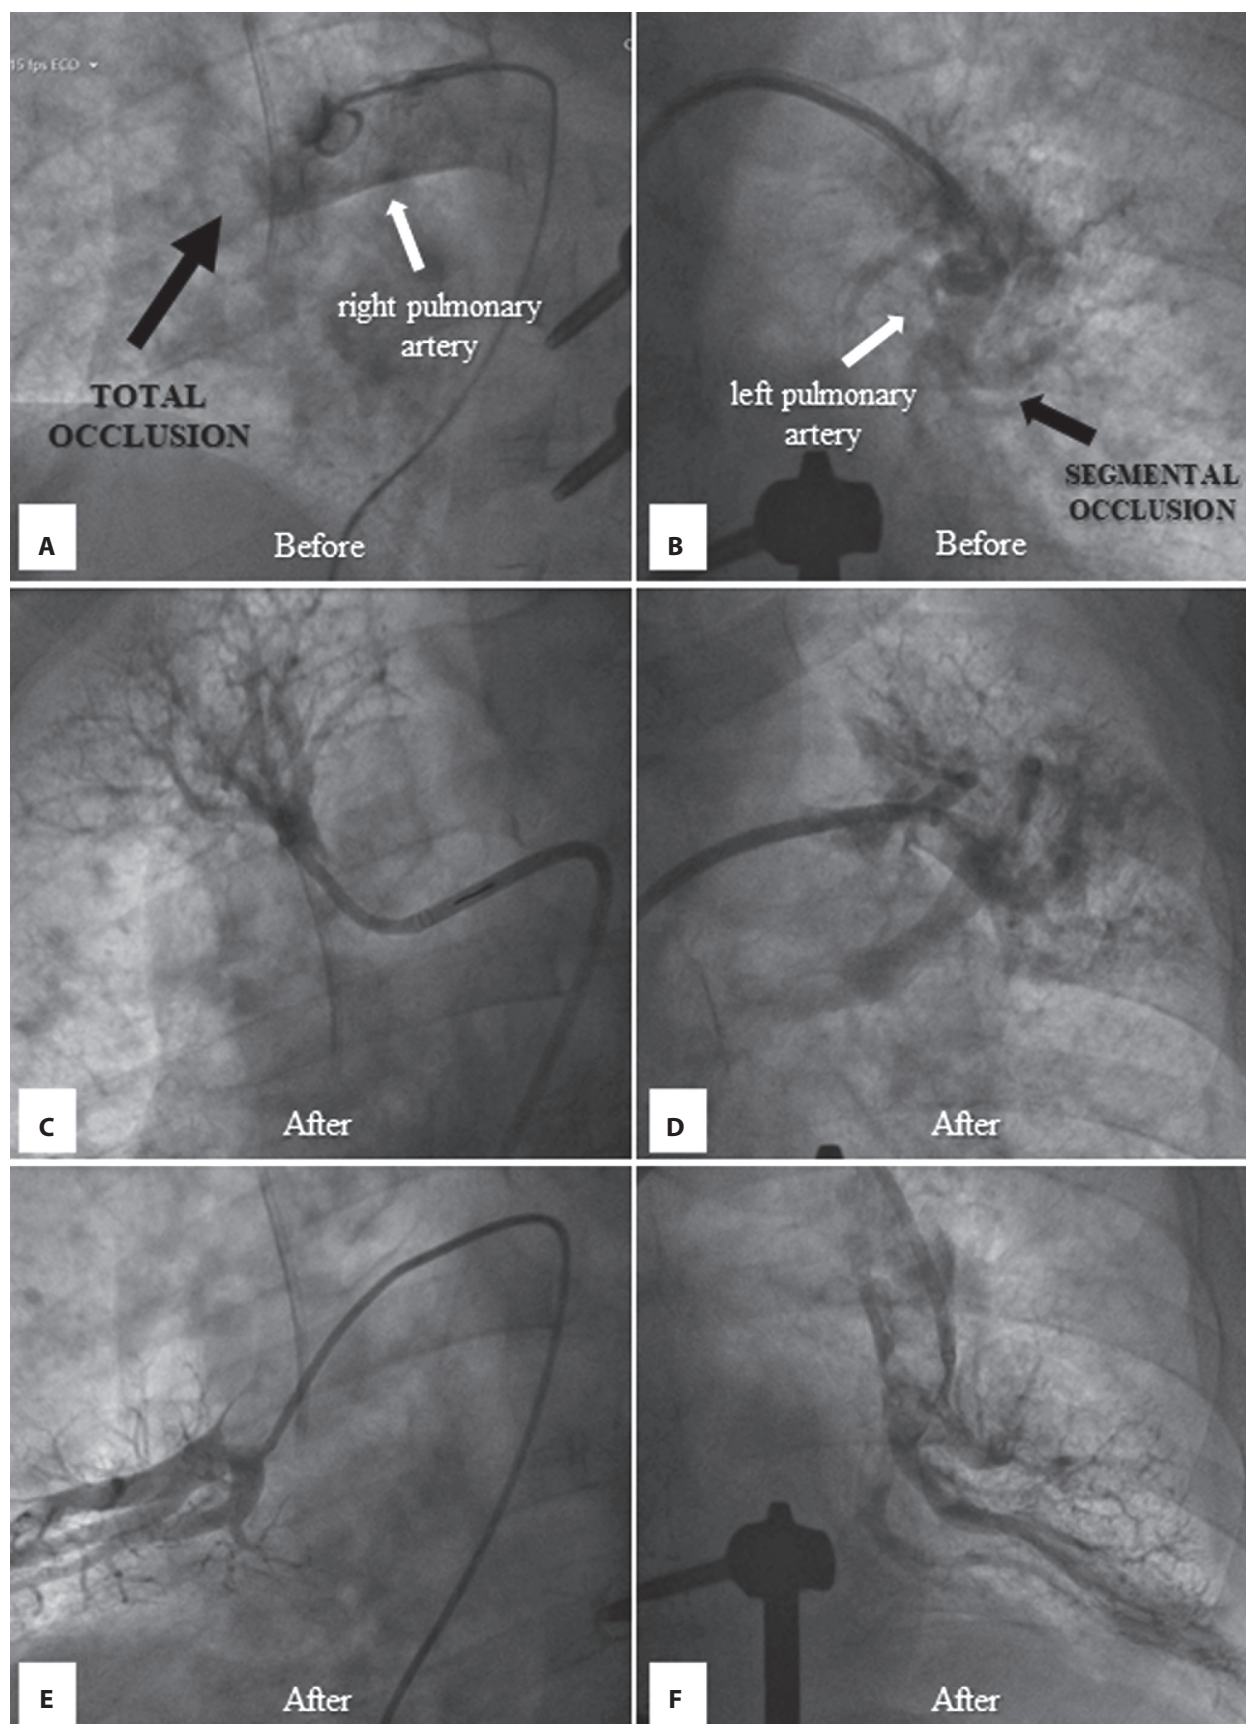 15 fps ECO
right pulmonary
artery
TOTAL
OCCLUSION
A
Before
left pulmonary
artery
SEGMENTAL
OCCLUSION
B
Before
C
After
D
After
E
After
F
After